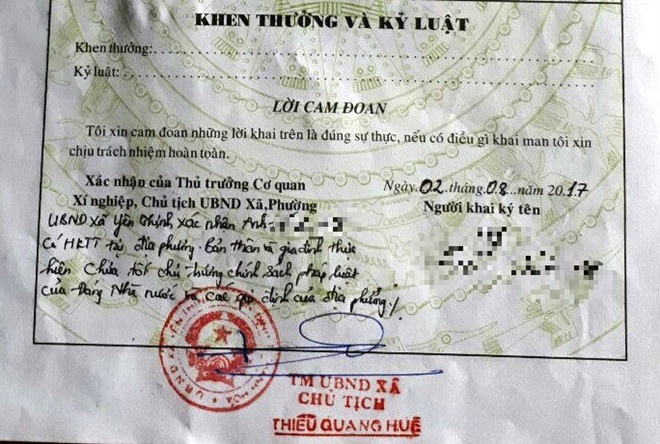 KHEN THƯỞNG VÀ KỶ LUẬT
Khen thưởng:
Kỷ luật:
LỜI CAM ĐOAN
Tôi xin cam đoan những lời khai trên là đúng sự thực, nếu có điều gì khai man tôi xin
chịu trách nhiệm hoàn toàn.
Xác nhận của Thủ trưởng Cơ quan
Xí nghiệp, Chủ tịch UBND Xã,Phường
Ngày 02 tháng 08 năm 2017
Người khai ký tên
UBND xã Yên Thịnh xác nhận Anh
Có HKTT tại địa phương. Bản thân và gia đình thực
hiện chưa tốt chủ trương chính sách pháp luật
của Đảng Nhà nước và các qui định của địa phương./
TM UBND XÃ
CHỦ TỊCH
THIỀU QUANG HUÊ